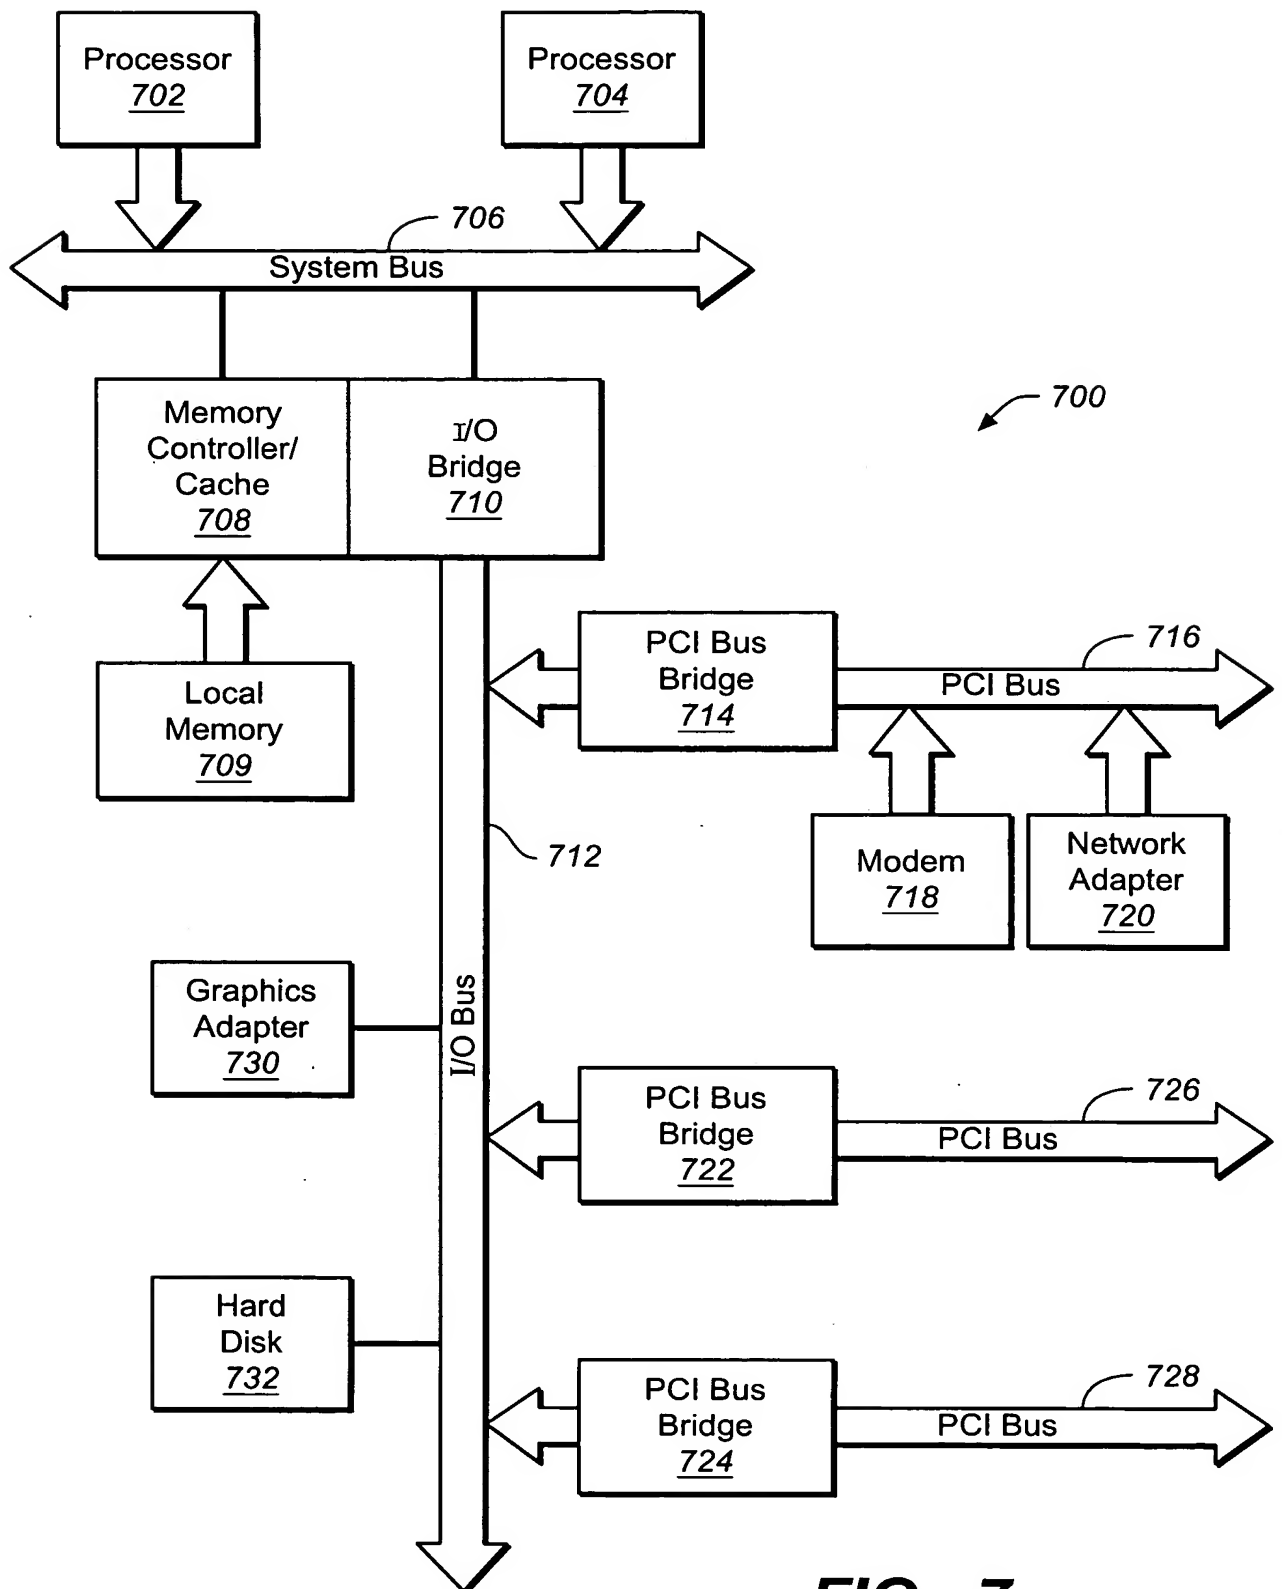 Processor
702
Processor
704
706
System Bus
Memory
Controller/
Cache
708
I/O
Bridge
710
700
Local
Memory
709
PCI Bus
Bridge
714
716
PCI Bus
712
Modem
718
Network
Adapter
720
Graphics
Adapter
730
I/O Bus
PCI Bus
Bridge
722
726
PCI Bus
Hard
Disk
732
PCI Bus
Bridge
724
728
PCI Bus
FIG. 7